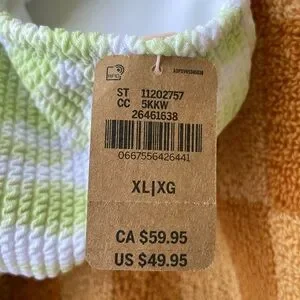 ST 11202757
CC 5KKW
26461638
0667556426441
XL|XG
CA $59.95
US $49.95